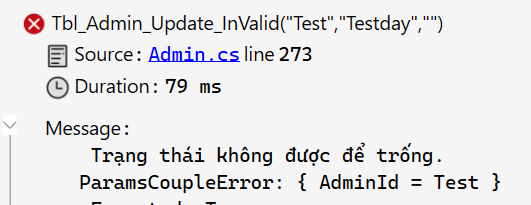 Tbl_Admin_Update_InValid("Test","Testday","")
Source: Admin.cs line 273
Duration: 79 ms
Message:
Trạng thái không được để trống.
ParamsCoupleError: { AdminId = Test }